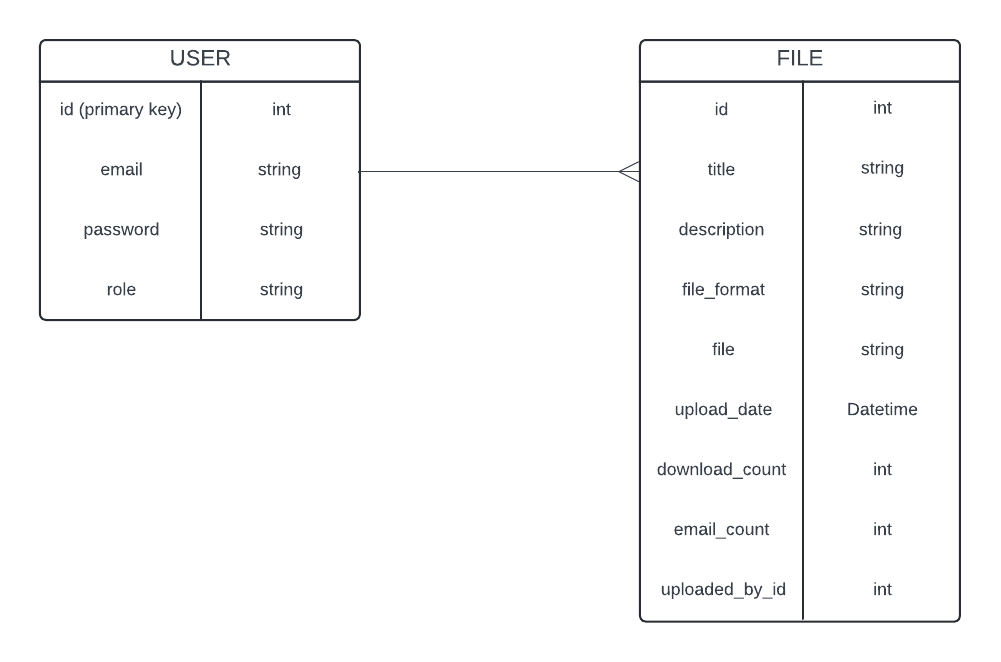 USER
id (primary key) int
email string
password string
role string
FILE
id int
title string
description string
file_format string
file string
upload_date Datetime
download_count int
email_count int
uploaded_by_id int